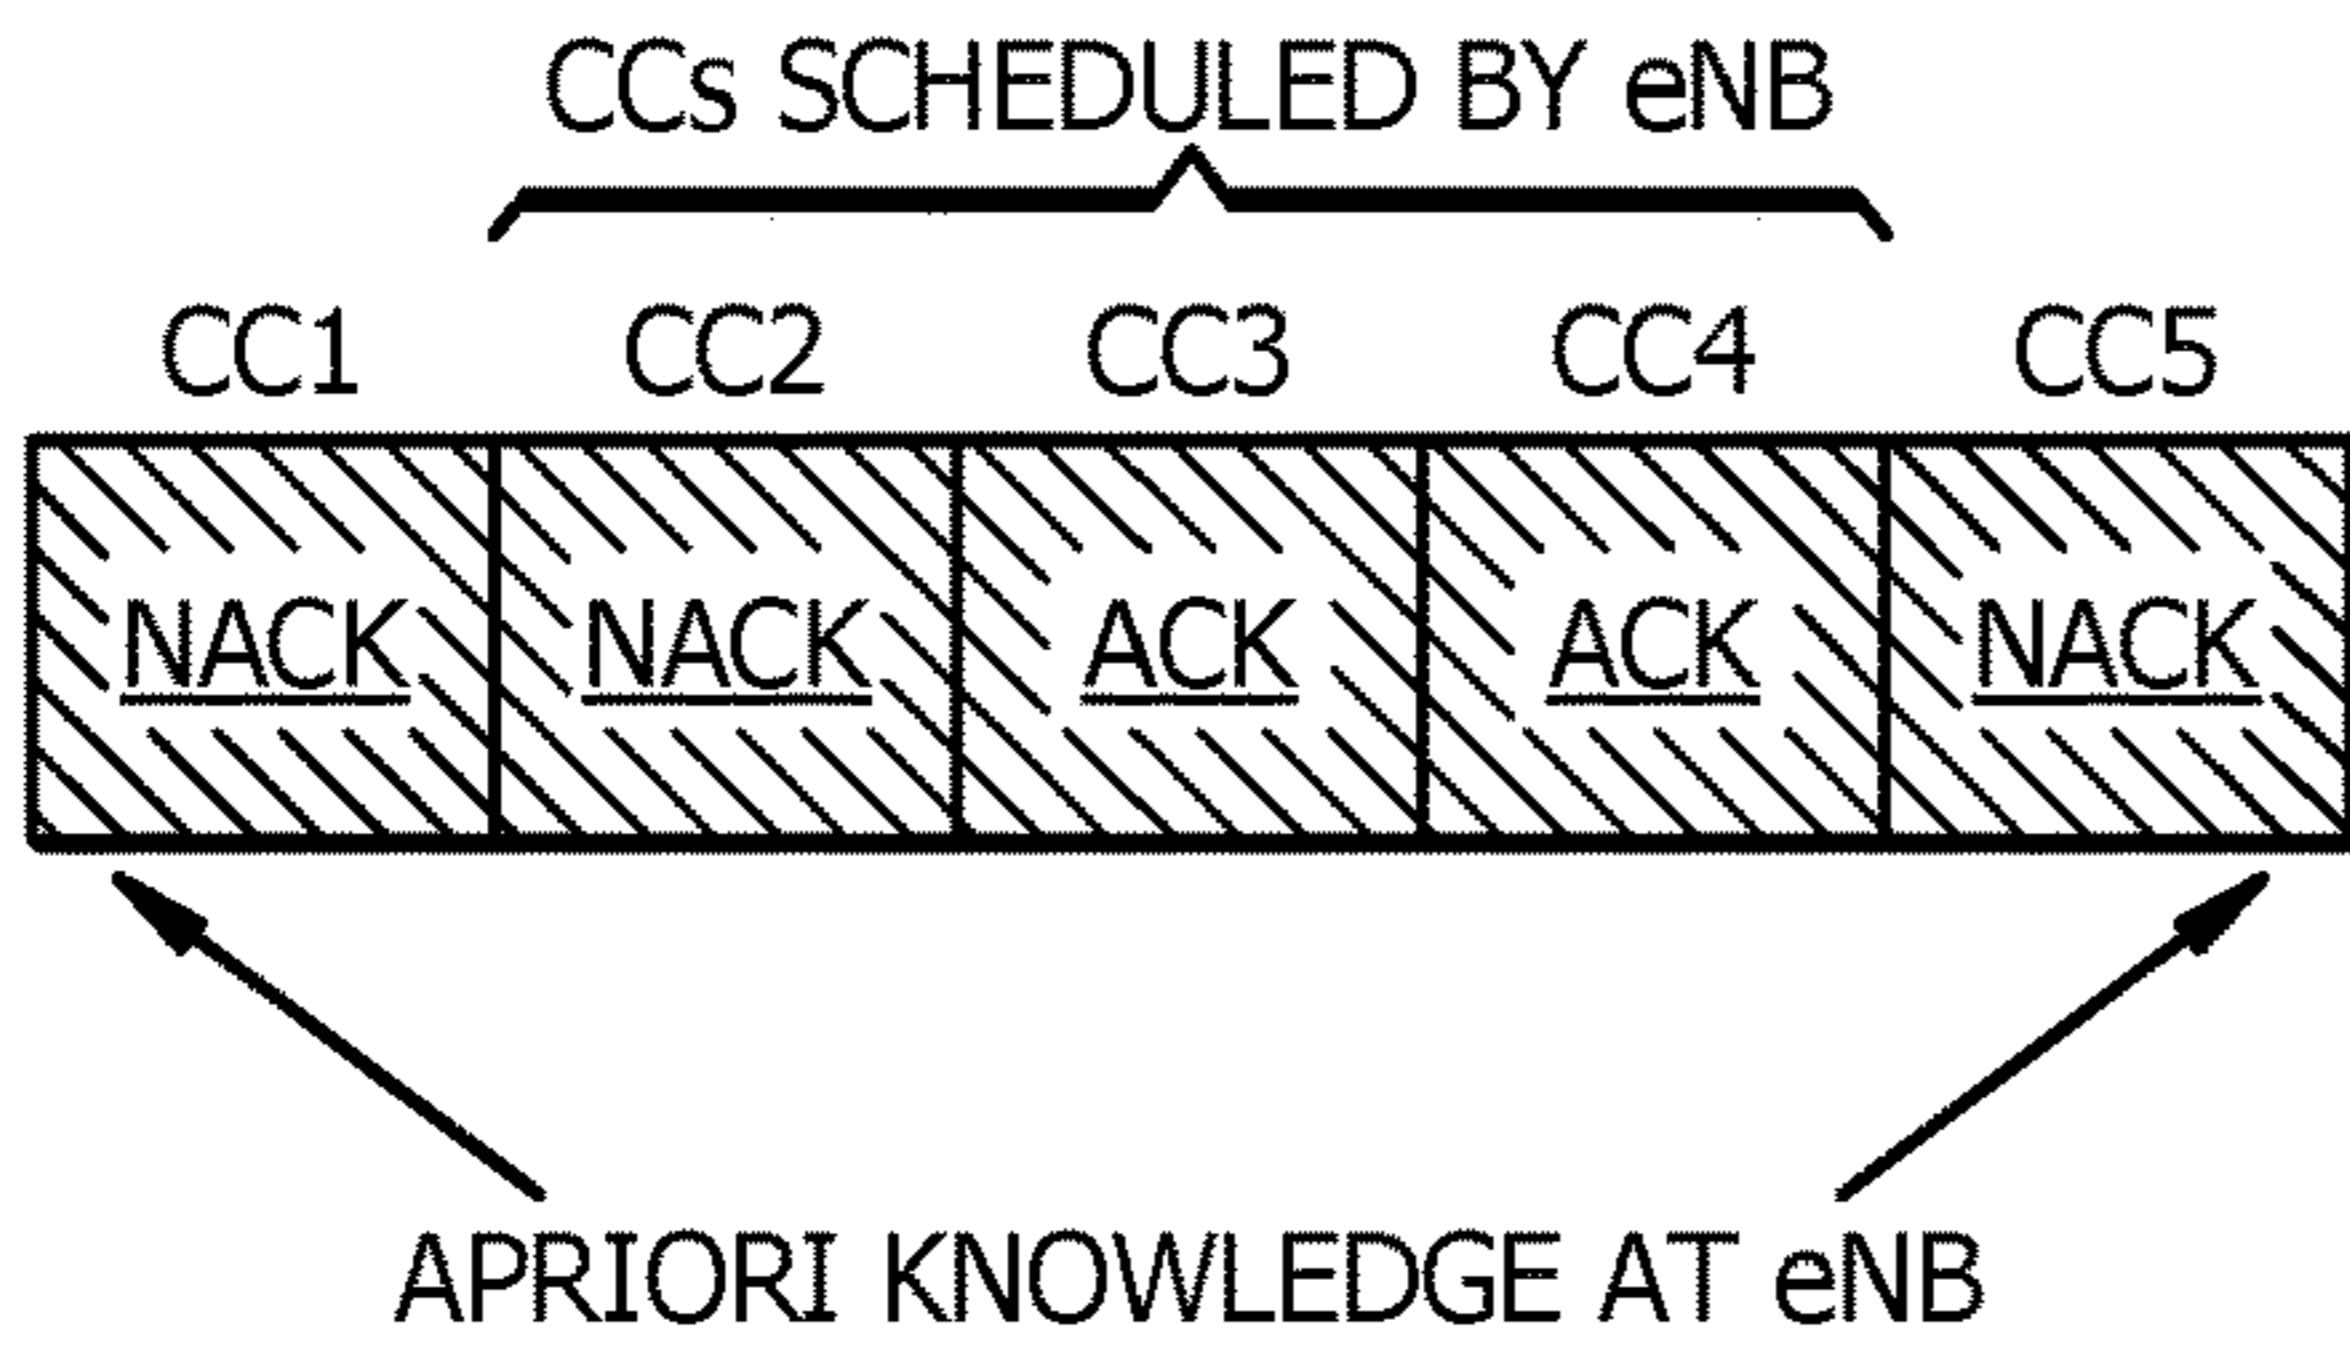 CCs SCHEDULED BY eNB
CC1 CC2 CC3 CC4 CC5
NACK NACK ACK ACK NACK
APRIORI KNOWLEDGE AT eNB